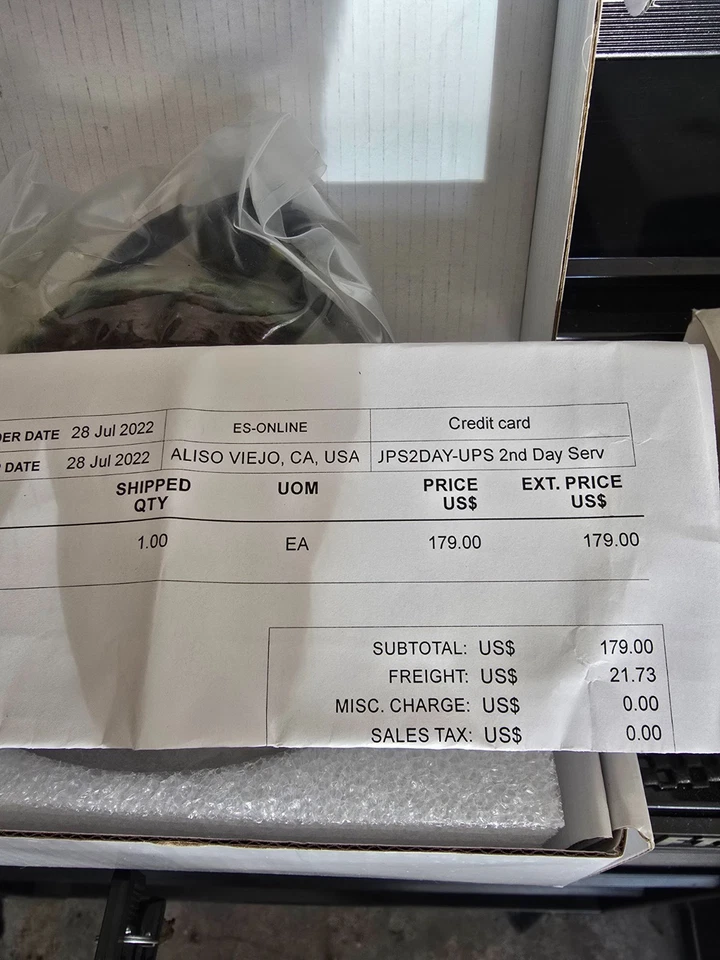 ER DATE 28 Jul 2022 ES-ONLINE Credit card
DATE 28 Jul 2022 ALISO VIEJO, CA, USA JPS2DAY-UPS 2nd Day Serv
SHIPPED QTY UOM PRICE US$ EXT. PRICE US$
1.00 EA 179.00 179.00
SUBTOTAL: US$ 179.00
FREIGHT: US$ 21.73
MISC. CHARGE: US$ 0.00
SALES TAX: US$ 0.00